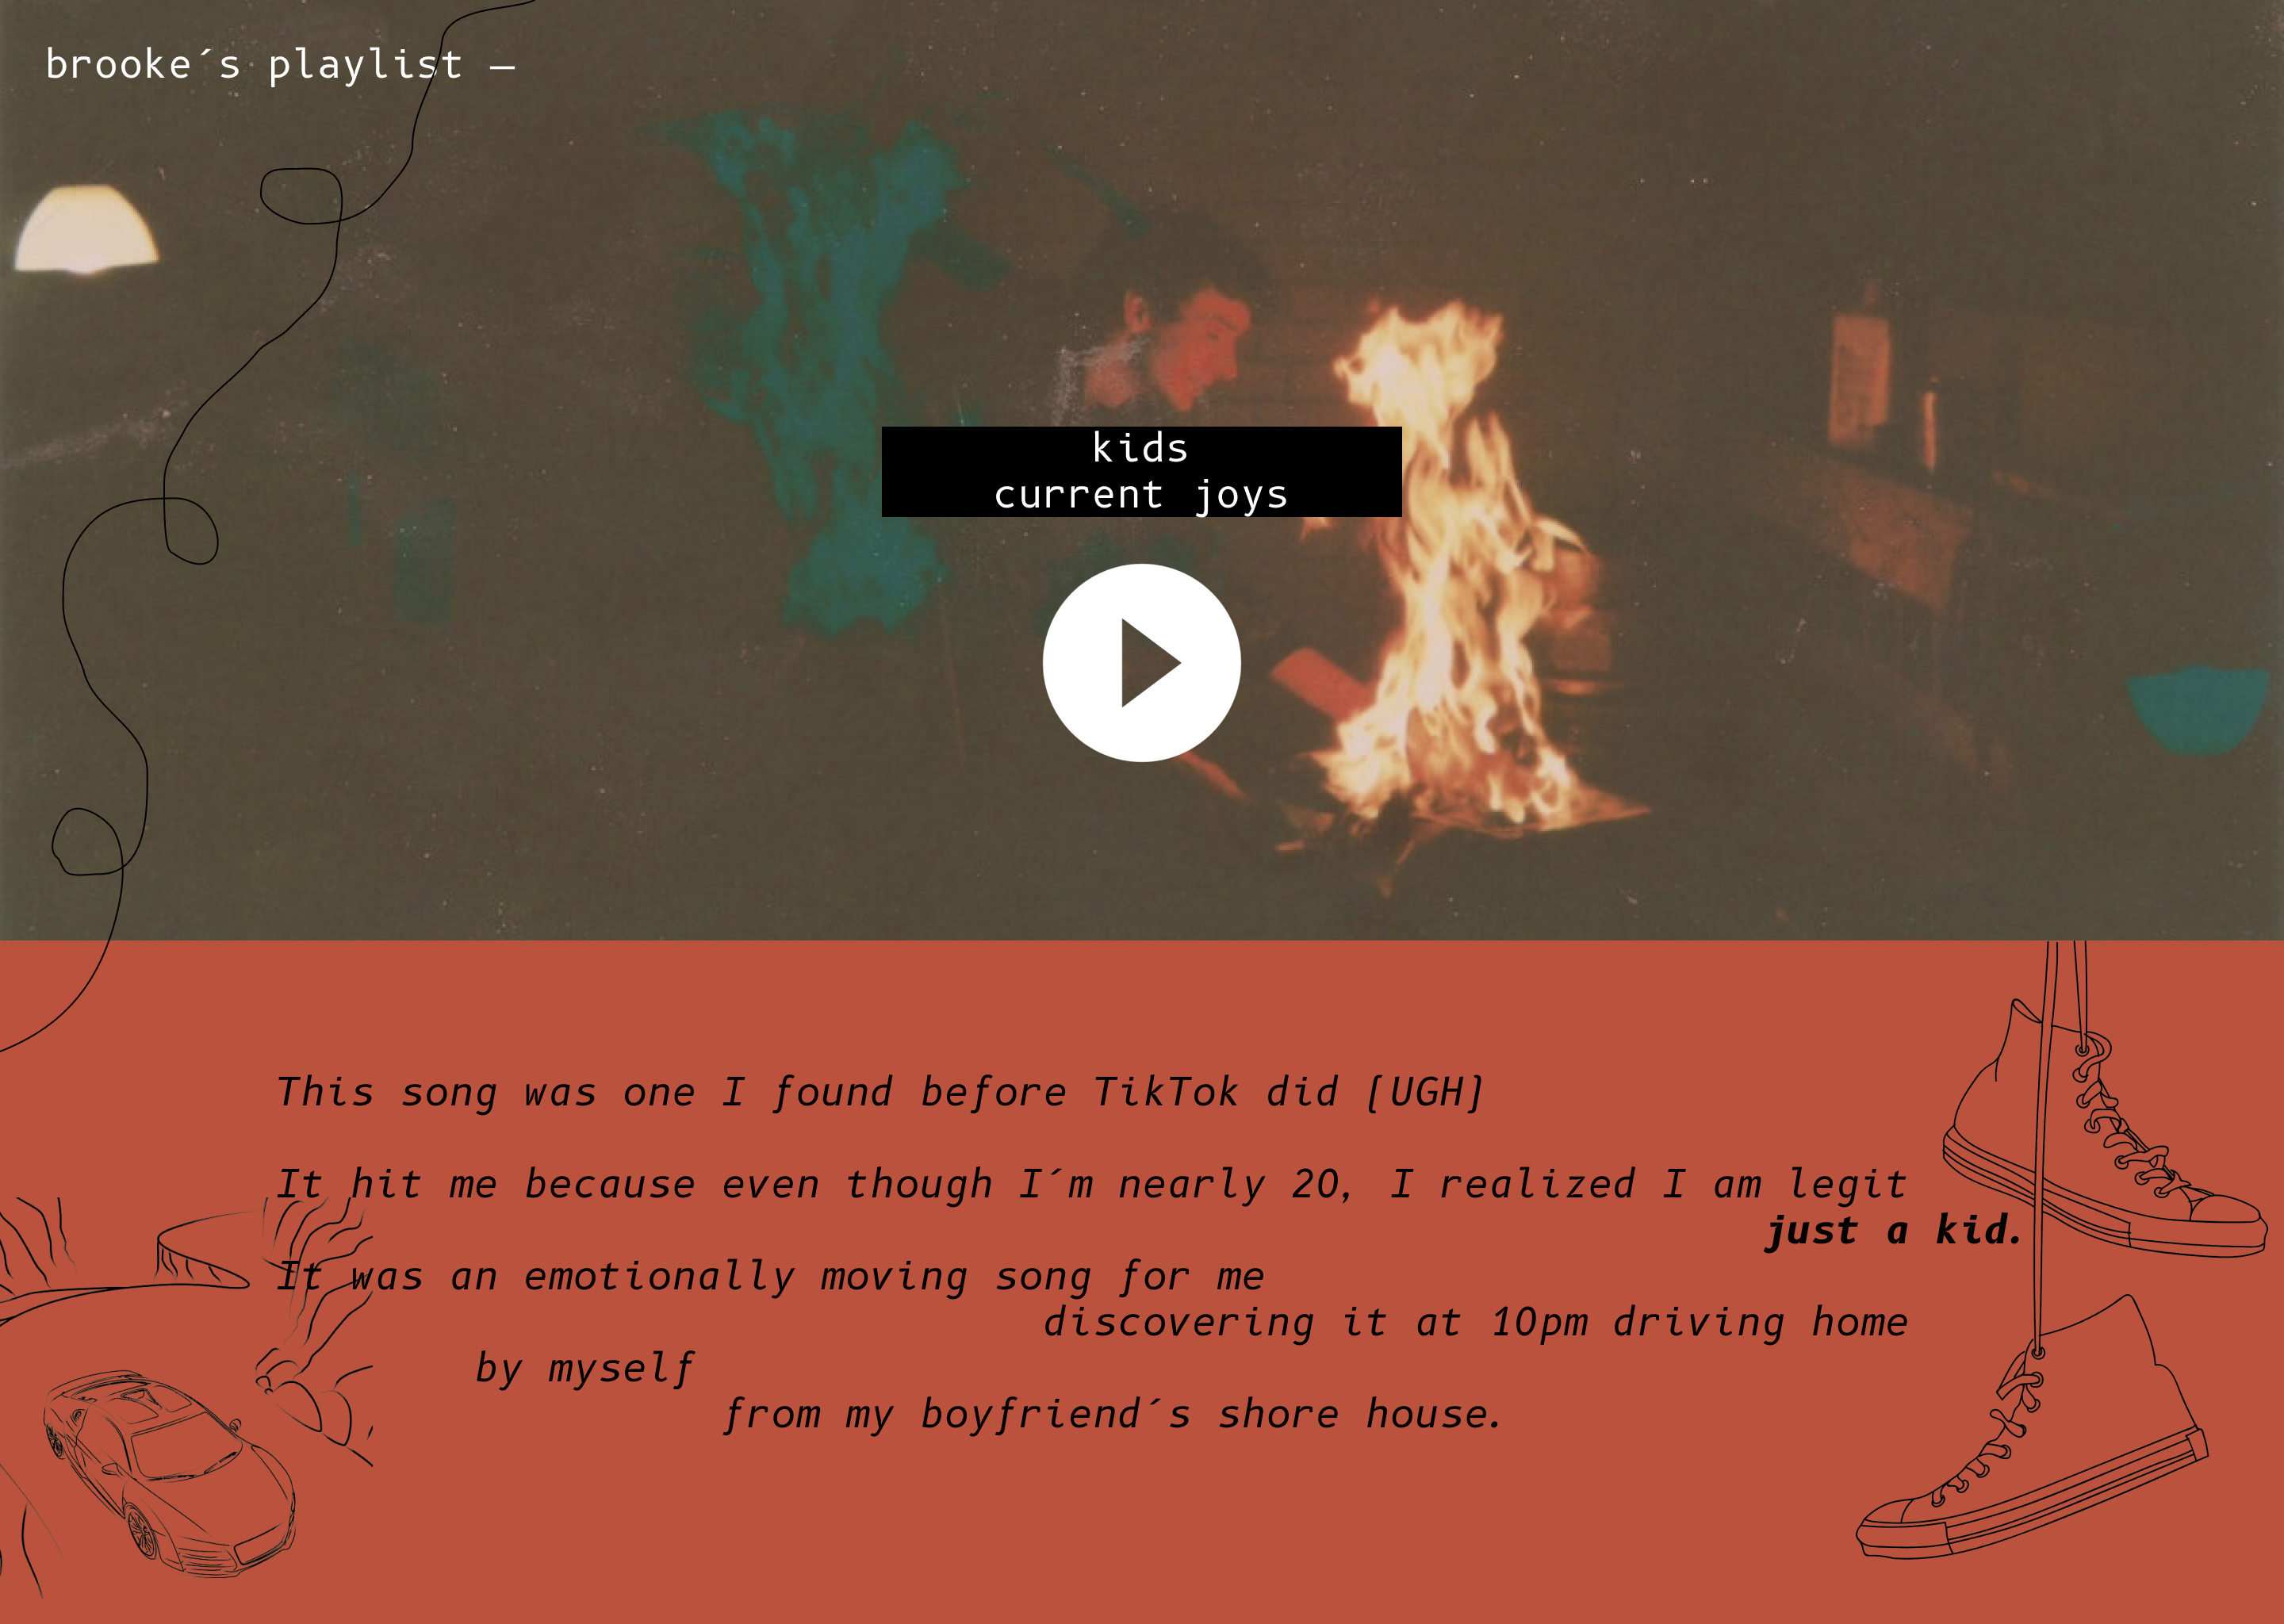 brooke´s playlist —
kids
current joys
This song was one I found before TikTok did (UGH)
It hit me because even though I´m nearly 20, I realized I am legit
just a kid.
It was an emotionally moving song for me
discovering it at 10pm driving home
by myself
from my boyfriend´s shore house.